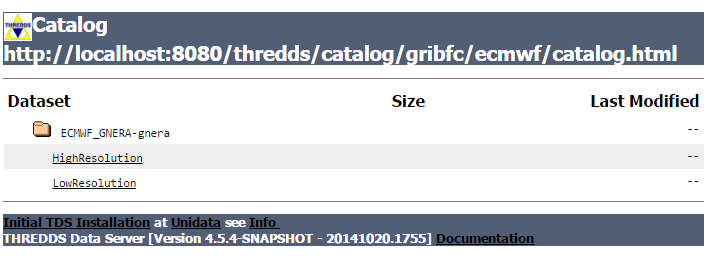 THREDDS Catalog
http://localhost:8080/thredds/catalog/gribfc/ecmwf/catalog.html
Dataset Size Last Modified
ECMWF_GNERA-gnera --
HighResolution --
LowResolution --
Initial TDS Installation at Unidata see Info
THREDDS Data Server [Version 4.5.4-SNAPSHOT - 20141020.1755] Documentation